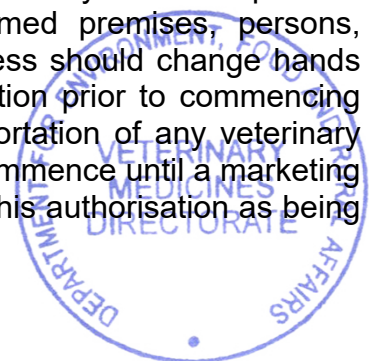 med premises, persons,
ess should change hands
tion prior to commencing
ortation of any veterinary
mmence until a marketing
his authorisation as being
DEPARTMENT FOR ENVIRONMENT, FOOD AND RURAL AFFAIRS
VETERINARY
MEDICINES
DIRECTORATE